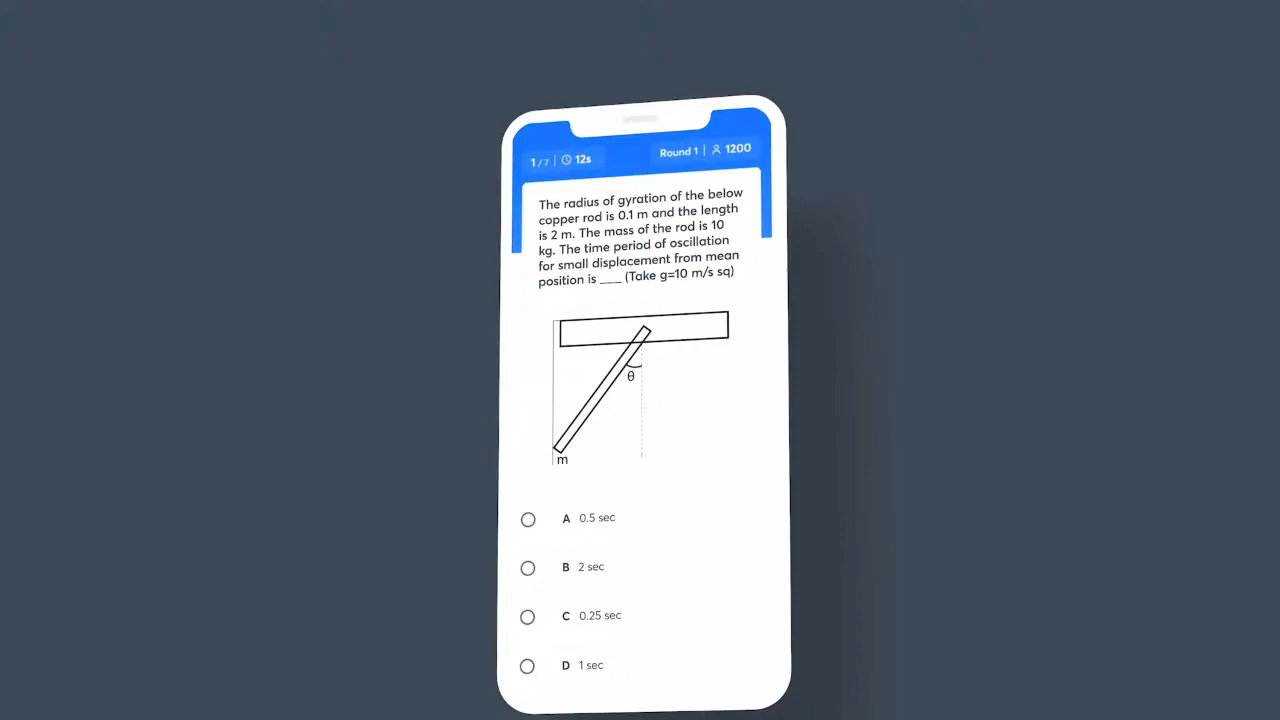 1/7 | 12s
Round 1 | 1200
The radius of gyration of the below
copper rod is 0.1 m and the length
is 2 m. The mass of the rod is 10
kg. The time period of oscillation
for small displacement from mean
position is ___ (Take g=10 m/s sq)
θ
m
A 0.5 sec
B 2 sec
C 0.25 sec
D 1 sec